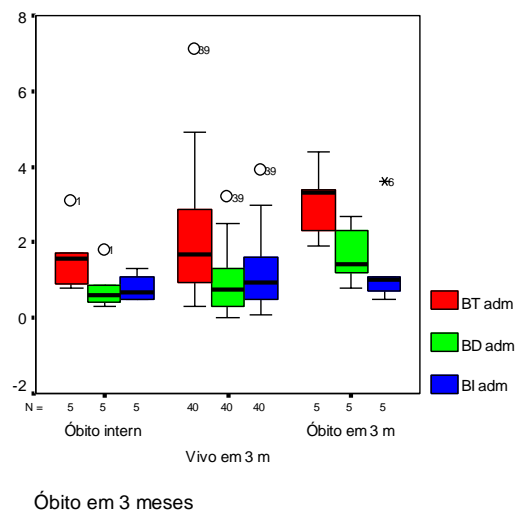 8
6
4
2
0
-2
39
1
1
39
39
6
BT adm
BD adm
BI adm
N = 5 5 5 40 40 40 5 5 5
Óbito intern
Vivo em 3 m
Óbito em 3 m
Óbito em 3 meses